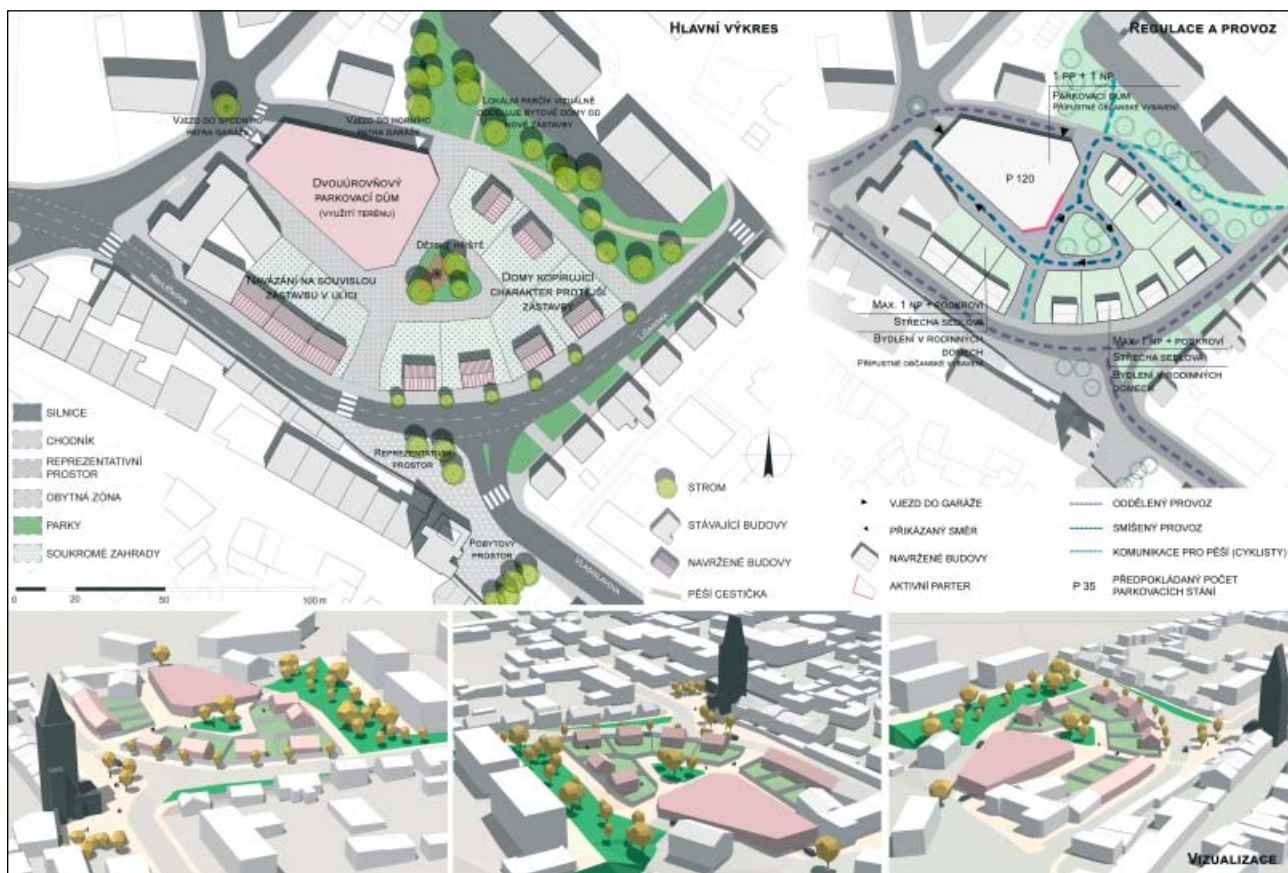 HLAVNÍ VÝKRES
VJEZD DO SPODNÍHO
PATRA GARÁŽE
VJEZD DO HORNÍHO
PATRA GARÁŽE
LOKÁLNÍ PARČÍK VIZUÁLNĚ
ODDĚLUJE BYTOVÉ DOMY OD
NOVÉ ZÁSTAVBY
DVOUÚROVŇOVÝ
PARKOVACÍ DŮM
(VYUŽITÍ TERÉNU)
DĚTSKÉ HŘIŠTĚ
NAVÁZÁNÍ NA SOUVISLOU
ZÁSTAVBU V ULICI
DOMY KOPÍRUJÍCÍ
CHARAKTER PROTĚJŠÍ
ZÁSTAVBY
HAVLÍČKOVA
REPREZENTATIVNÍ
PROSTOR
POBYTOVÝ
PROSTOR
VLADISLAVOVA
SILNICE
CHODNÍK
REPREZENTATIVNÍ
PROSTOR
OBYTNÁ ZÓNA
PARKY
SOUKROMÉ ZAHRADY
0 20 50 100 m
STROM
STÁVAJÍCÍ BUDOVY
NAVRŽENÉ BUDOVY
PĚŠÍ CESTIČKA
REGULACE A PROVOZ
1 PP + 1 NP
PARKOVACÍ DŮM
PŘÍPUSTNÉ OBČANSKÉ VYBAVENÍ
P 120
MAX. 1 NP + PODKROVÍ
STŘECHA SEDLOVÁ
BYDLENÍ V RODINNÝCH
DOMECH
PŘÍPUSTNÉ OBČANSKÉ VYBAVENÍ
MAX. 1 NP + PODKROVÍ
STŘECHA SEDLOVÁ
BYDLENÍ V RODINNÝCH
DOMECH
VJEZD DO GARÁŽE
PŘIKÁZANÝ SMĚR
NAVRŽENÉ BUDOVY
AKTIVNÍ PARTER
ODDĚLENÝ PROVOZ
SMÍŠENÝ PROVOZ
KOMUNIKACE PRO PĚŠÍ (CYKLISTY)
P 35 PŘEDPOKLÁDANÝ POČET
PARKOVACÍCH STÁNÍ
VIZUALIZACE